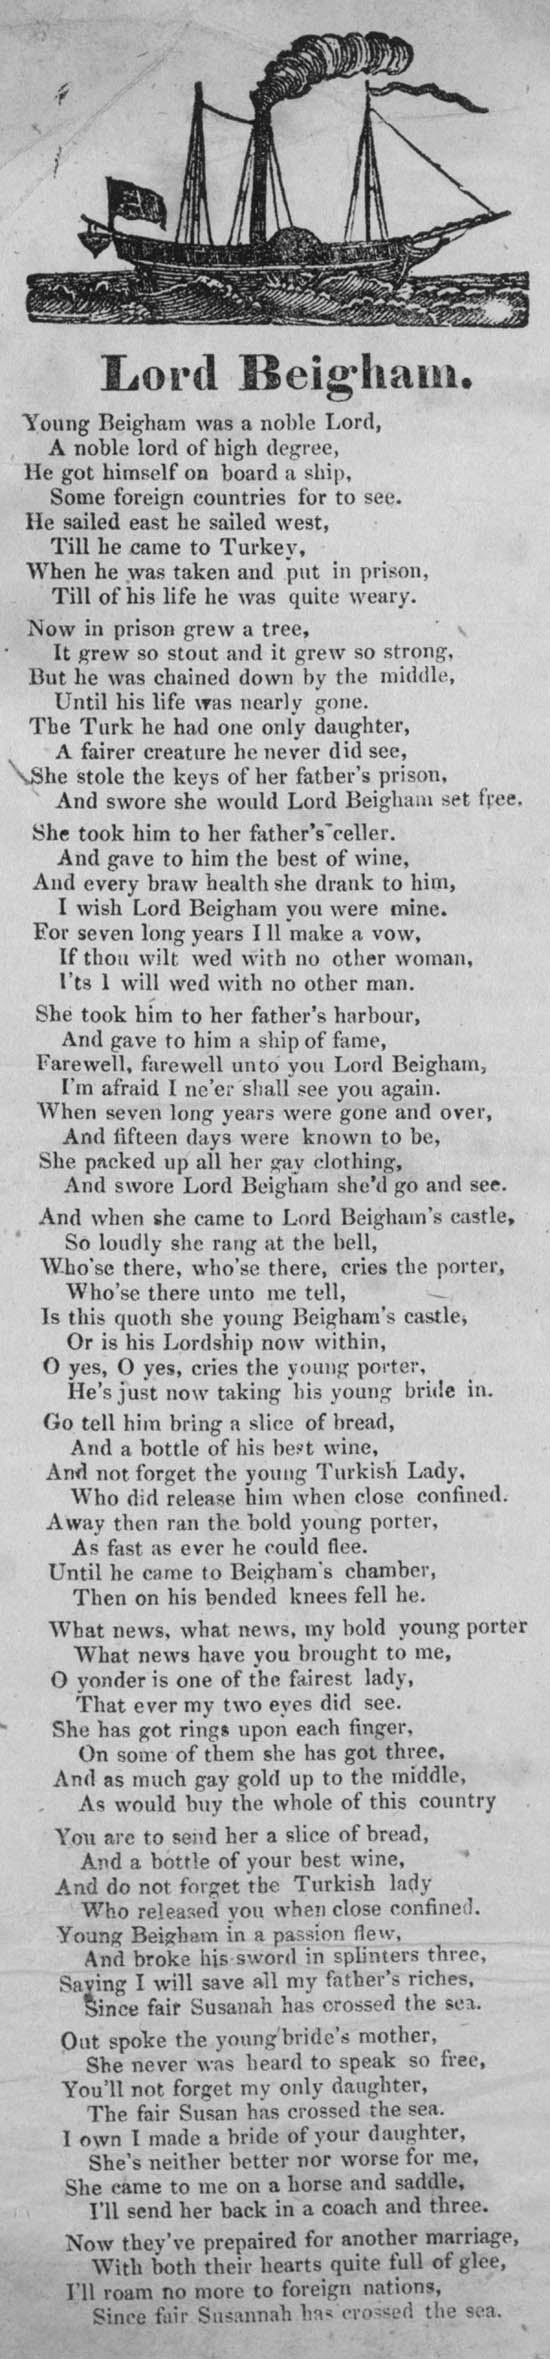 Lord Beigham.
Young Beigham was a noble Lord,
A noble lord of high degree,
He got himself on board a ship,
Some foreign countries for to see.
He sailed east he sailed west,
Till he came to Turkey,
When he was taken and put in prison,
Till of his life he was quite weary.
Now in prison grew a tree,
It grew so stout and it grew so strong,
But he was chained down by the middle,
Until his life was nearly gone.
The Turk he had one only daughter,
A fairer creature he never did see,
She stole the keys of her father's prison,
And swore she would Lord Beigham set free.
She took him to her father's celler.
And gave to him the best of wine,
And every braw health she drank to him,
I wish Lord Beigham you were mine.
For seven long years I ll make a vow,
If thou wilt wed with no other woman,
I'ts I will wed with no other man.
She took him to her father's harbour,
And gave to him a ship of fame,
Farewell, farewell unto you Lord Beigham,
I'm afraid I ne'er shall see you again.
When seven long years were gone and over,
And fifteen days were known to be,
She packed up all her gay clothing,
And swore Lord Beigham she'd go and see.
And when she came to Lord Beigham's castle,
So loudly she rang at the bell,
Who'se there, who'se there, cries the porter,
Who'se there unto me tell,
Is this quoth she young Beigham's castle,
Or is his Lordship now within,
O yes, O yes, cries the young porter,
He's just now taking his young bride in.
Go tell him bring a slice of bread,
And a bottle of his best wine,
And not forget the young Turkish Lady,
Who did release him when close confined.
Away then ran the bold young porter,
As fast as ever he could flee.
Until he came to Beigham's chamber,
Then on his bended knees fell he.
What news, what news, my bold young porter
What news have you brought to me,
O yonder is one of the fairest lady,
That ever my two eyes did see.
She has got rings upon each finger,
On some of them she has got three,
And as much gay gold up to the middle,
As would buy the whole of this country
You are to send her a slice of bread,
And a bottle of your best wine,
And do not forget the Turkish lady
Who released you when close confined.
Young Beigham in a passion flew,
And broke his sword in splinters three,
Saying I will save all my father's riches,
Since fair Susanah has crossed the sea.
Out spoke the young bride's mother,
She never was heard to speak so free,
You'll not forget my only daughter,
The fair Susan has crossed the sea.
I own I made a bride of your daughter,
She's neither better nor worse for me,
She came to me on a horse and saddle,
I'll send her back in a coach and three.
Now they've prepaired for another marriage,
With both their hearts quite full of glee,
I'll roam no more to foreign nations,
Since fair Susannah has crossed the sea.